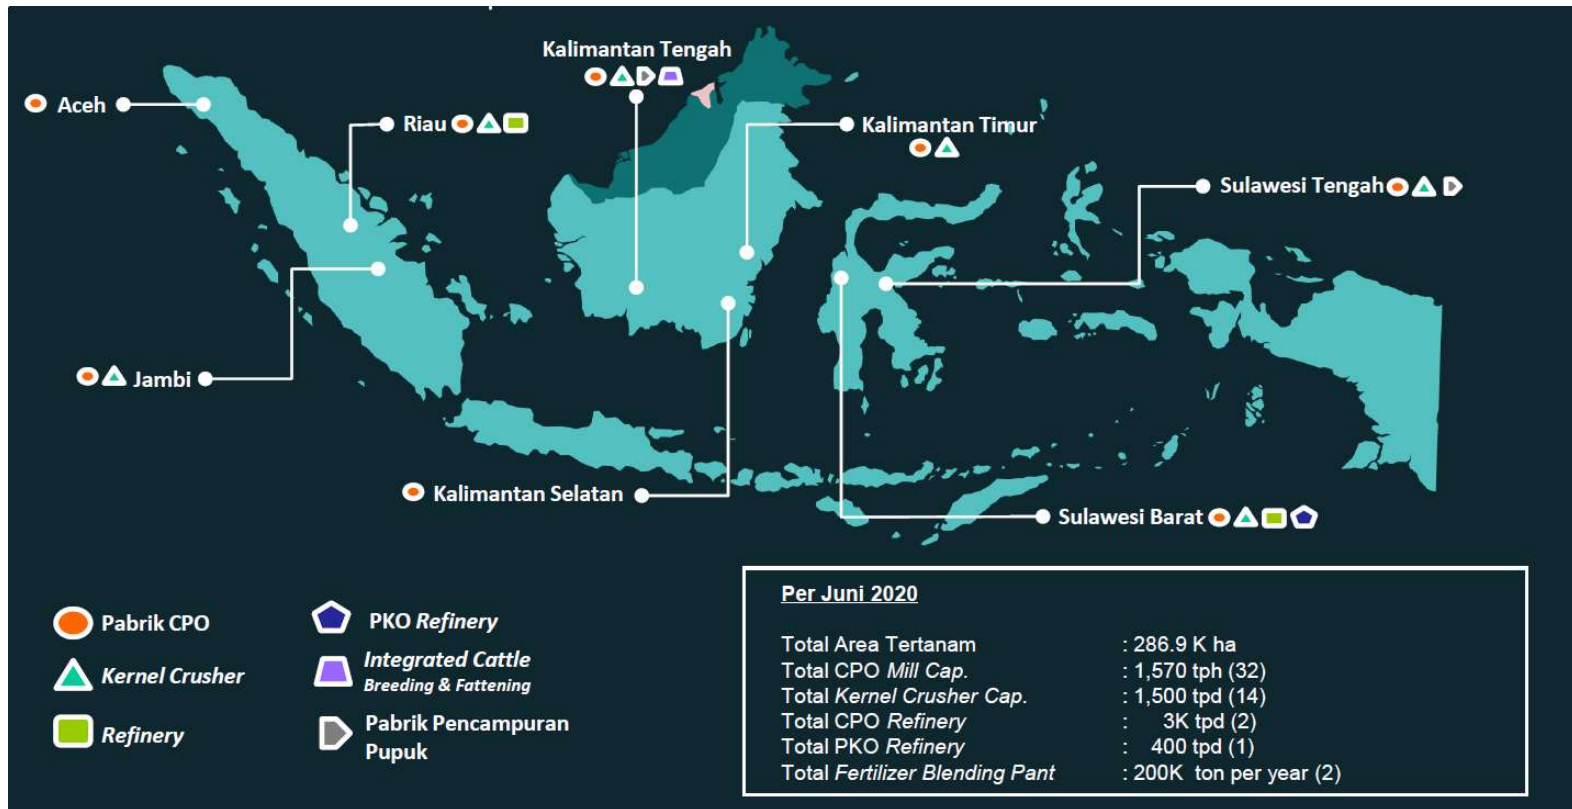 Kalimantan Tengah
Aceh
Riau
Kalimantan Timur
Sulawesi Tengah
Jambi
Kalimantan Selatan
Sulawesi Barat
Pabrik CPO
Kernel Crusher
Refinery
PKO Refinery
Integrated Cattle
Breeding & Fattening
Pabrik Pencampuran
Pupuk
Per Juni 2020
Total Area Tertanam : 286.9 K ha
Total CPO Mill Cap. : 1,570 tph (32)
Total Kernel Crusher Cap. : 1,500 tpd (14)
Total CPO Refinery : 3K tpd (2)
Total PKO Refinery : 400 tpd (1)
Total Fertilizer Blending Pant : 200K ton per year (2)